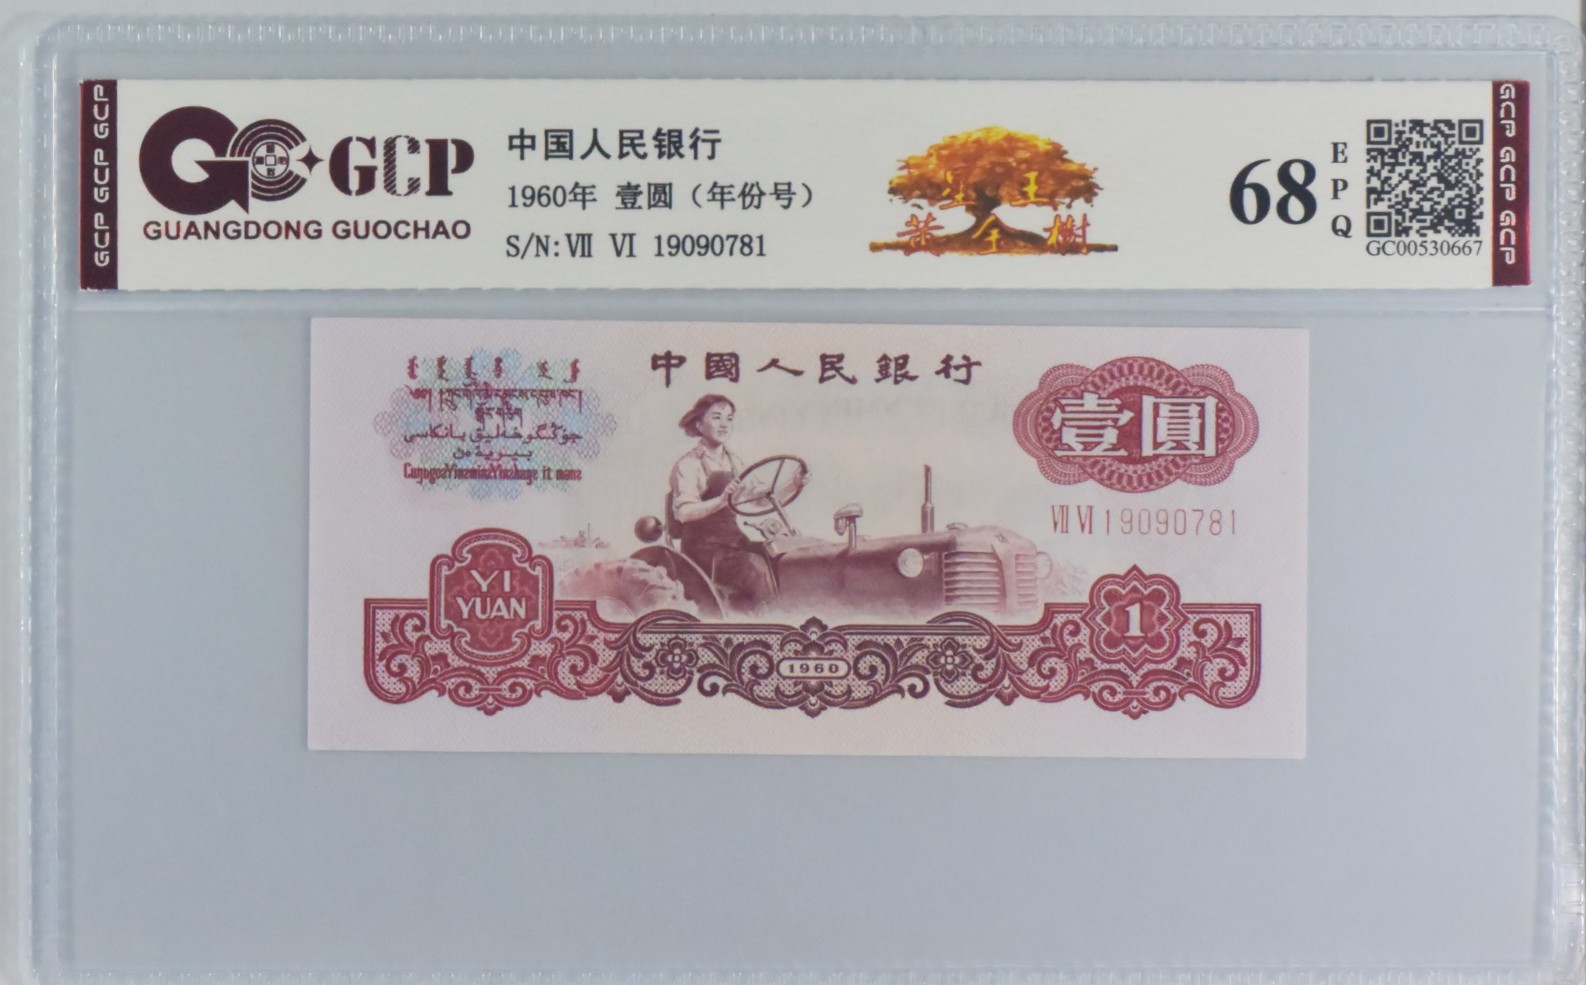 GCP GCP GCP
GCP
GUANGDONG GUOCHAO
中国人民银行
1960年 壹圆（年份号）
S/N: Ⅶ Ⅵ 19090781
黄金樹
68
EPQ
GC00530667
GCP GCP GCP
中國人民銀行
壹圓
Ⅶ Ⅵ 19090781
YI
YUAN
1960
1